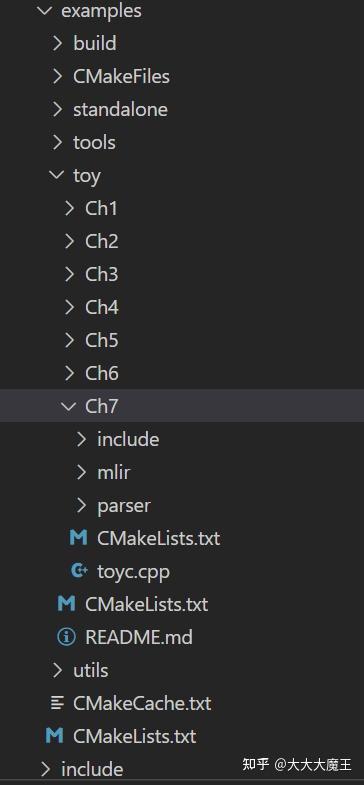 examples
build
CMakeFiles
standalone
tools
toy
Ch1
Ch2
Ch3
Ch4
Ch5
Ch6
Ch7
include
mlir
parser
CMakeLists.txt
toyc.cpp
CMakeLists.txt
README.md
utils
CMakeCache.txt
CMakeLists.txt
include
知乎 @大大大魔王